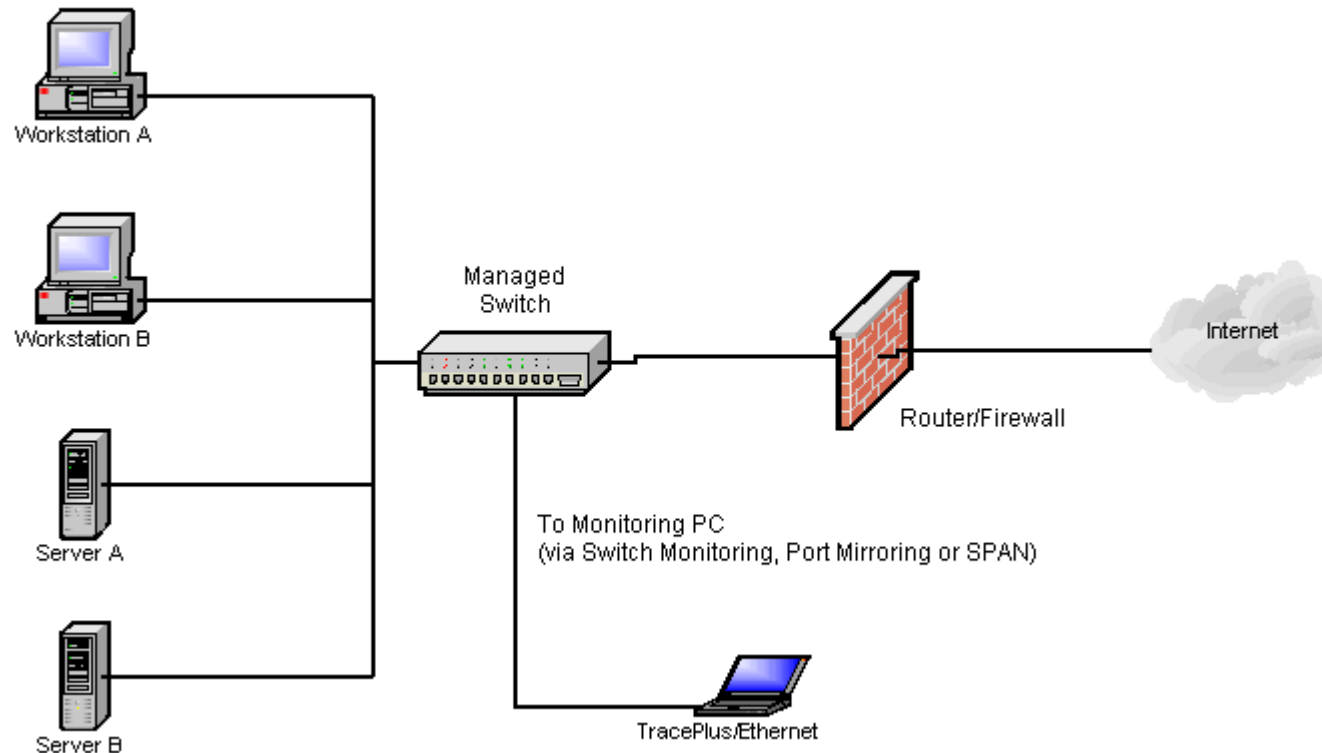 Workstation A
Workstation B
Managed
Switch
Internet
Router/Firewall
Server A
To Monitoring PC
(via Switch Monitoring, Port Mirroring or SPAN)
TracePlus/Ethernet
Server B